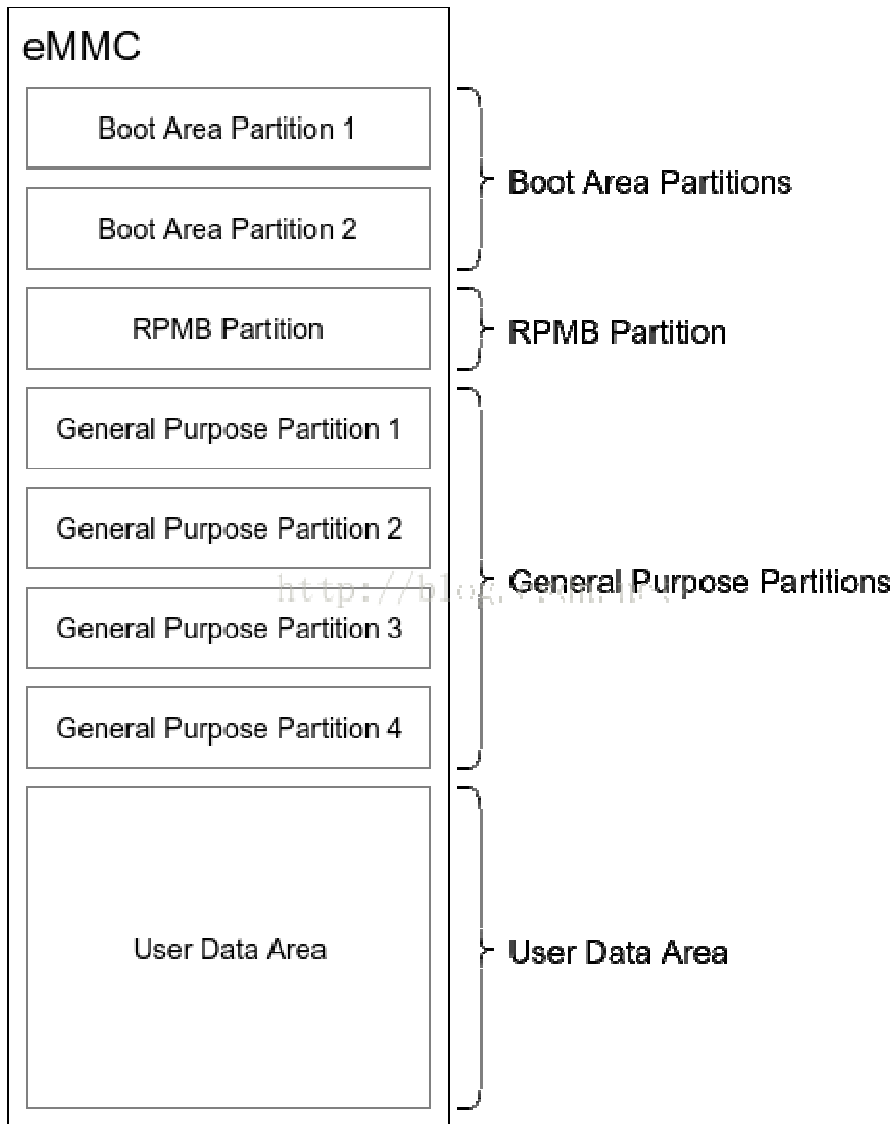 eMMC
Boot Area Partition 1
Boot Area Partition 2
Boot Area Partitions
RPMB Partition
RPMB Partition
General Purpose Partition 1
General Purpose Partition 2
General Purpose Partition 3
General Purpose Partition 4
General Purpose Partitions
http://blog.
User Data Area
User Data Area